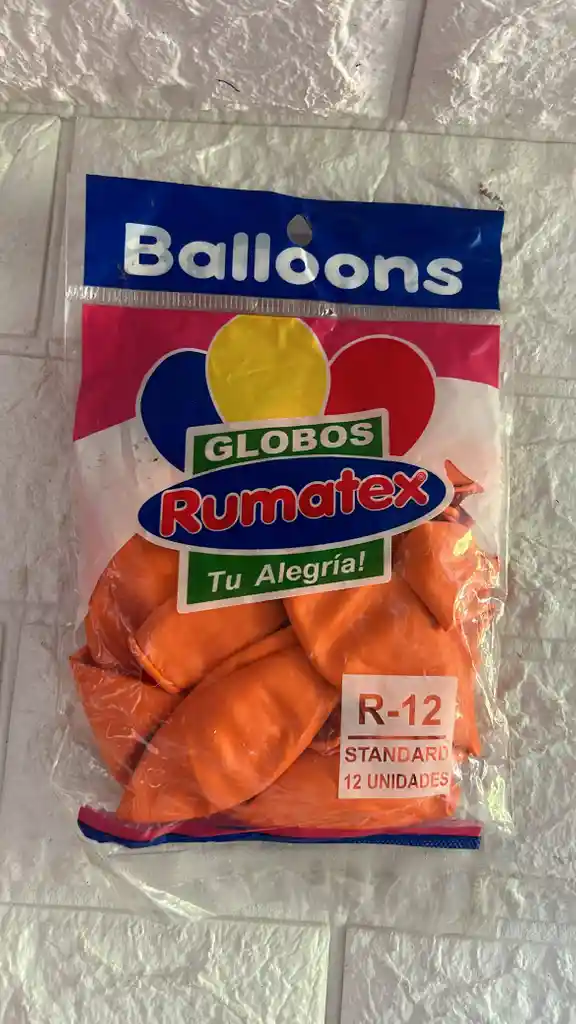 Balloons
GLOBOS
Rumatex®
Tu Alegría!
R-12
STANDARD
12 UNIDADES